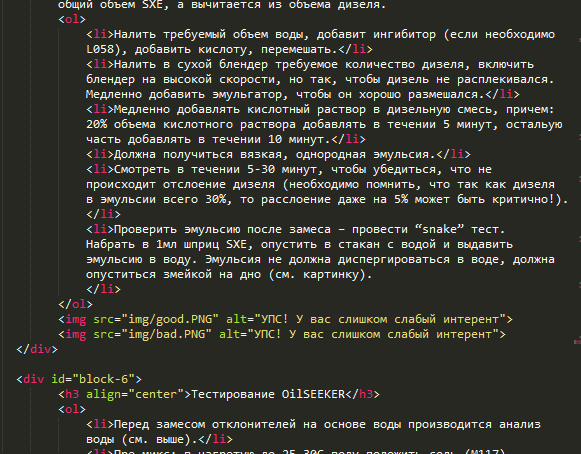 общий объем SXE, а вычитается из объема дизеля.
<ol>
<li>Налить требуемый объем воды, добавит ингибитор (если необходимо
L058), добавить кислоту, перемешать.</li>
<li>Налить в сухой блендер требуемое количество дизеля, включить
блендер на высокой скорости, но так, чтобы дизель не расплекивался.
Медленно добавить эмульгатор, чтобы он хорошо размешался.</li>
<li>Медленно добавлять кислотный раствор в дизельную смесь, причем:
20% объема кислотного раствора добавлять в течении 5 минут, осталую
часть добавлять в течении 10 минут.</li>
<li>Должна получиться вязкая, однородная эмульсия.</li>
<li>Смотреть в течении 5-30 минут, чтобы убедиться, что не
происходит отслоение дизеля (необходимо помнить, что так как дизеля
в эмульсии всего 30%, то расслоение даже на 5% может быть критично!).
</li>
<li>Проверить эмульсию после замеса – провести “snake” тест.
Набрать в 1мл шприц SXE, опустить в стакан с водой и выдавить
эмульсию в воду. Эмульсия не должна диспергироваться в воде, должна
опуститься змейкой на дно (см. картинку).
</li>
</ol>
<img src="img/good.PNG" alt="УПС! У вас слишком слабый интерент">
<img src="img/bad.PNG" alt="УПС! У вас слишком слабый интерент">
</div>
<div id="block-6">
<h3 align="center">Тестирование OilSEEKER</h3>
<ol>
<li>Перед замесом отклонителей на основе воды производится анализ
воды (см. выше).</li>